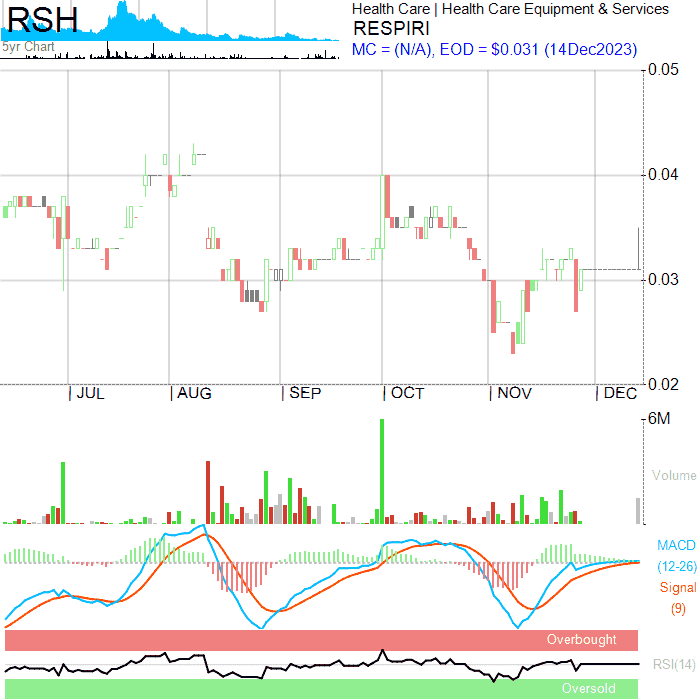 RSH
5yr Chart
Health Care | Health Care Equipment & Services
RESPIRI
MC = (N/A), EOD = $0.031 (14Dec2023)
0.05
0.04
0.03
0.02
JUL AUG SEP OCT NOV DEC
6M
Volume
MACD
(12-26)
Signal
(9)
Overbought
RSI(14)
Oversold